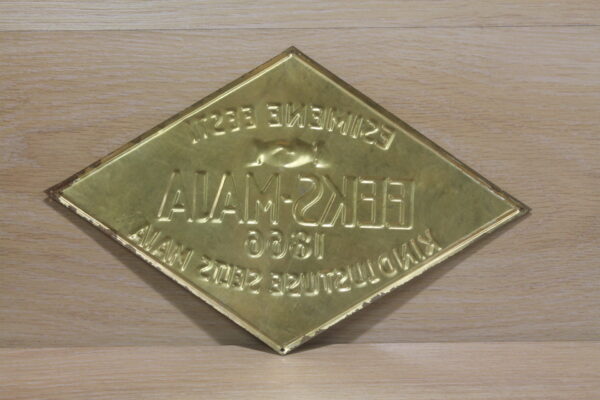 ESIMENE EESTI
EEKS-MAJA
1866
KINDLUSTUSE SELTS MAJA